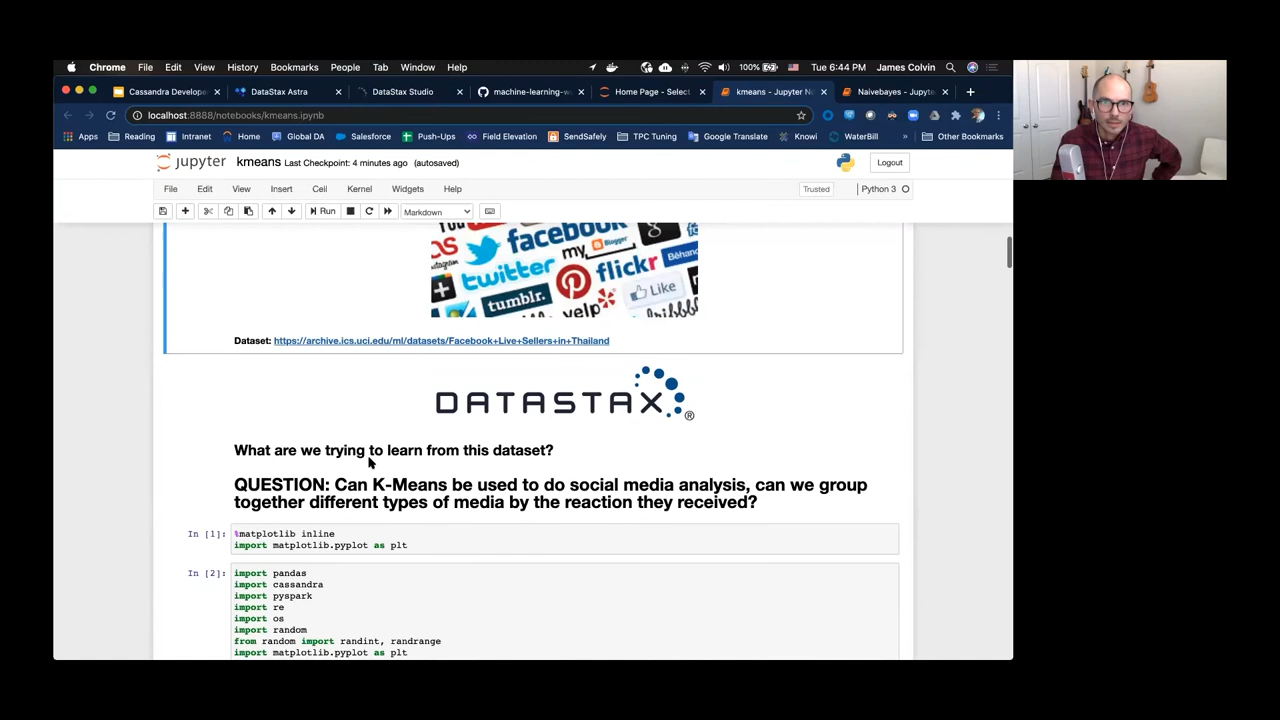 Chrome File Edit View History Bookmarks People Tab Window Help 100% Tue 6:44 PM James Colvin
Cassandra Develope DataStax Astra DataStax Studio machine-learning-w Home Page - Select kmeans - Jupyter No Naivebayes - Jupyte
localhost:8888/notebooks/kmeans.ipynb
Apps Reading Intranet Home Global DA Salesforce Push-Ups Field Elevation SendSafely TPC Tuning Google Translate Knowi WaterBill » Other Bookmarks
jupyter kmeans Last Checkpoint: 4 minutes ago (autosaved) Logout
File Edit View Insert Cell Kernel Widgets Help Trusted Python 3
Run Markdown
facebook
my Blogger
twitter flickr Behanc
tumblr. yelp Like
Dataset: https://archive.ics.uci.edu/ml/datasets/Facebook+Live+Sellers+in+Thailand
DATASTAX®
What are we trying to learn from this dataset?
QUESTION: Can K-Means be used to do social media analysis, can we group
together different types of media by the reaction they received?
In [1]: %matplotlib inline
import matplotlib.pyplot as plt
In [2]: import pandas
import cassandra
import pyspark
import re
import os
import random
from random import randint, randrange
import matplotlib.pyplot as plt